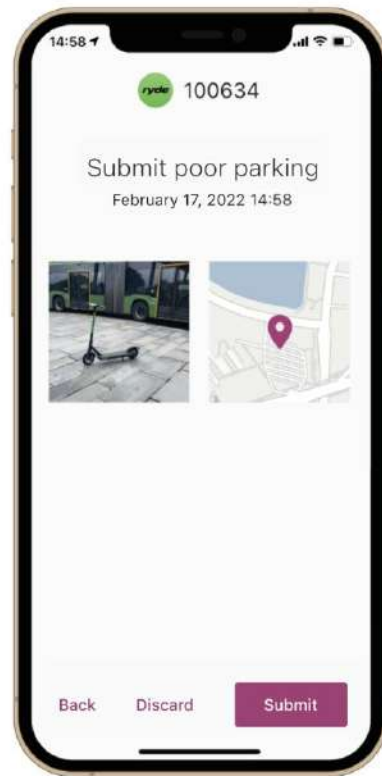 14:58
ryde 100634
Submit poor parking
February 17, 2022 14:58
Back Discard Submit